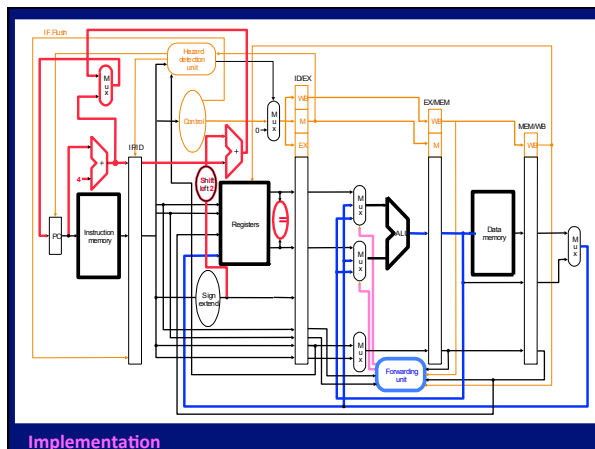 IF.Flush
Hazard
detection
unit
ID/EX
M
u
x
WB
EX/MEM
Control
M
u
x
M
WB
MEM/WB
0
IF/ID
EX
M
WB
+
+
4
Shift
left 2
M
u
x
PC
Instruction
memory
Registers
=
ALU
Data
memory
M
u
x
M
u
x
Sign
extend
M
u
x
Forwarding
unit
Implementation